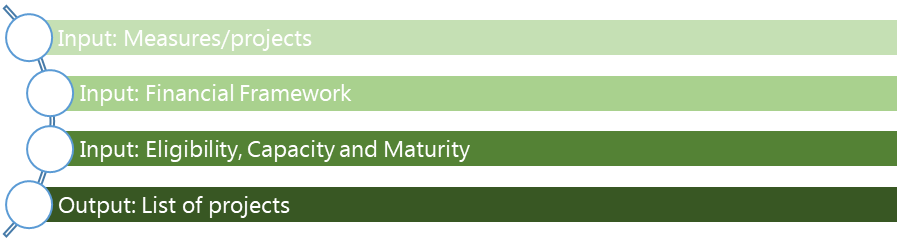 Input: Measures/projects
Input: Financial Framework
Input: Eligibility, Capacity and Maturity
Output: List of projects